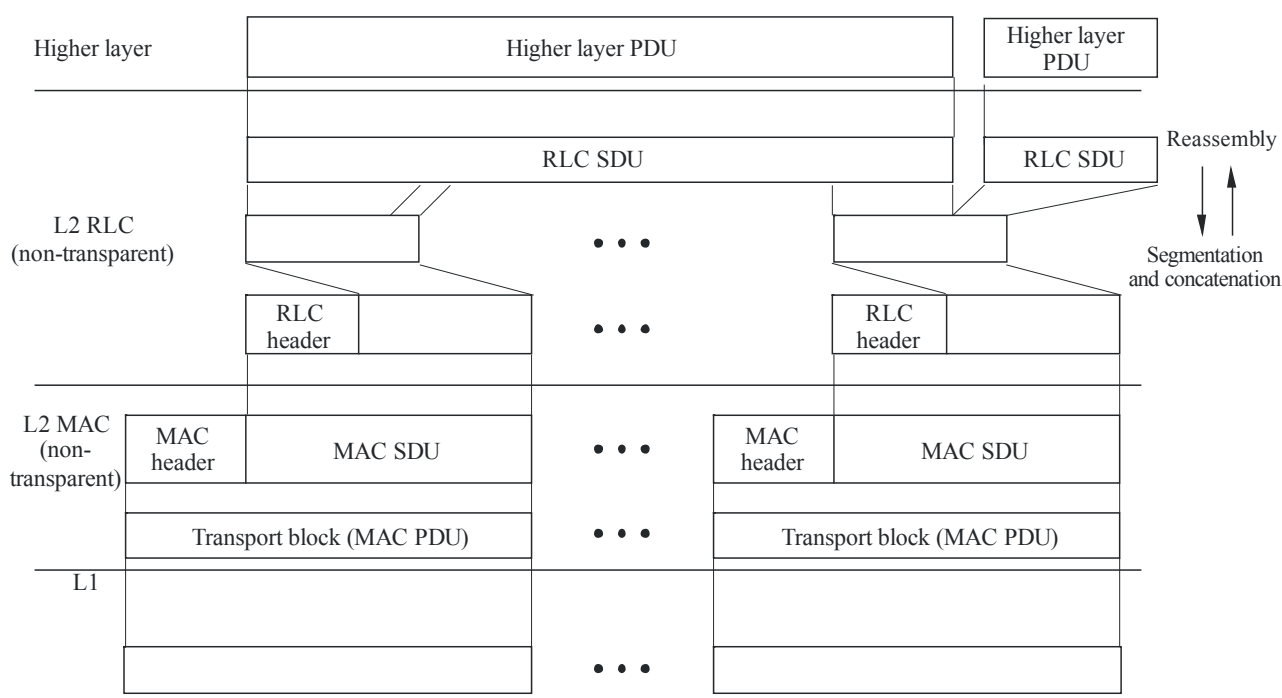 Higher layer
Higher layer PDU
Higher layer
PDU
RLC SDU
RLC SDU
Reassembly
L2 RLC
(non-transparent)
• • •
Segmentation
and concatenation
RLC
header
• • •
RLC
header
L2 MAC
(non-
transparent)
MAC
header
MAC SDU
• • •
MAC
header
MAC SDU
Transport block (MAC PDU)
• • •
Transport block (MAC PDU)
L1
• • •